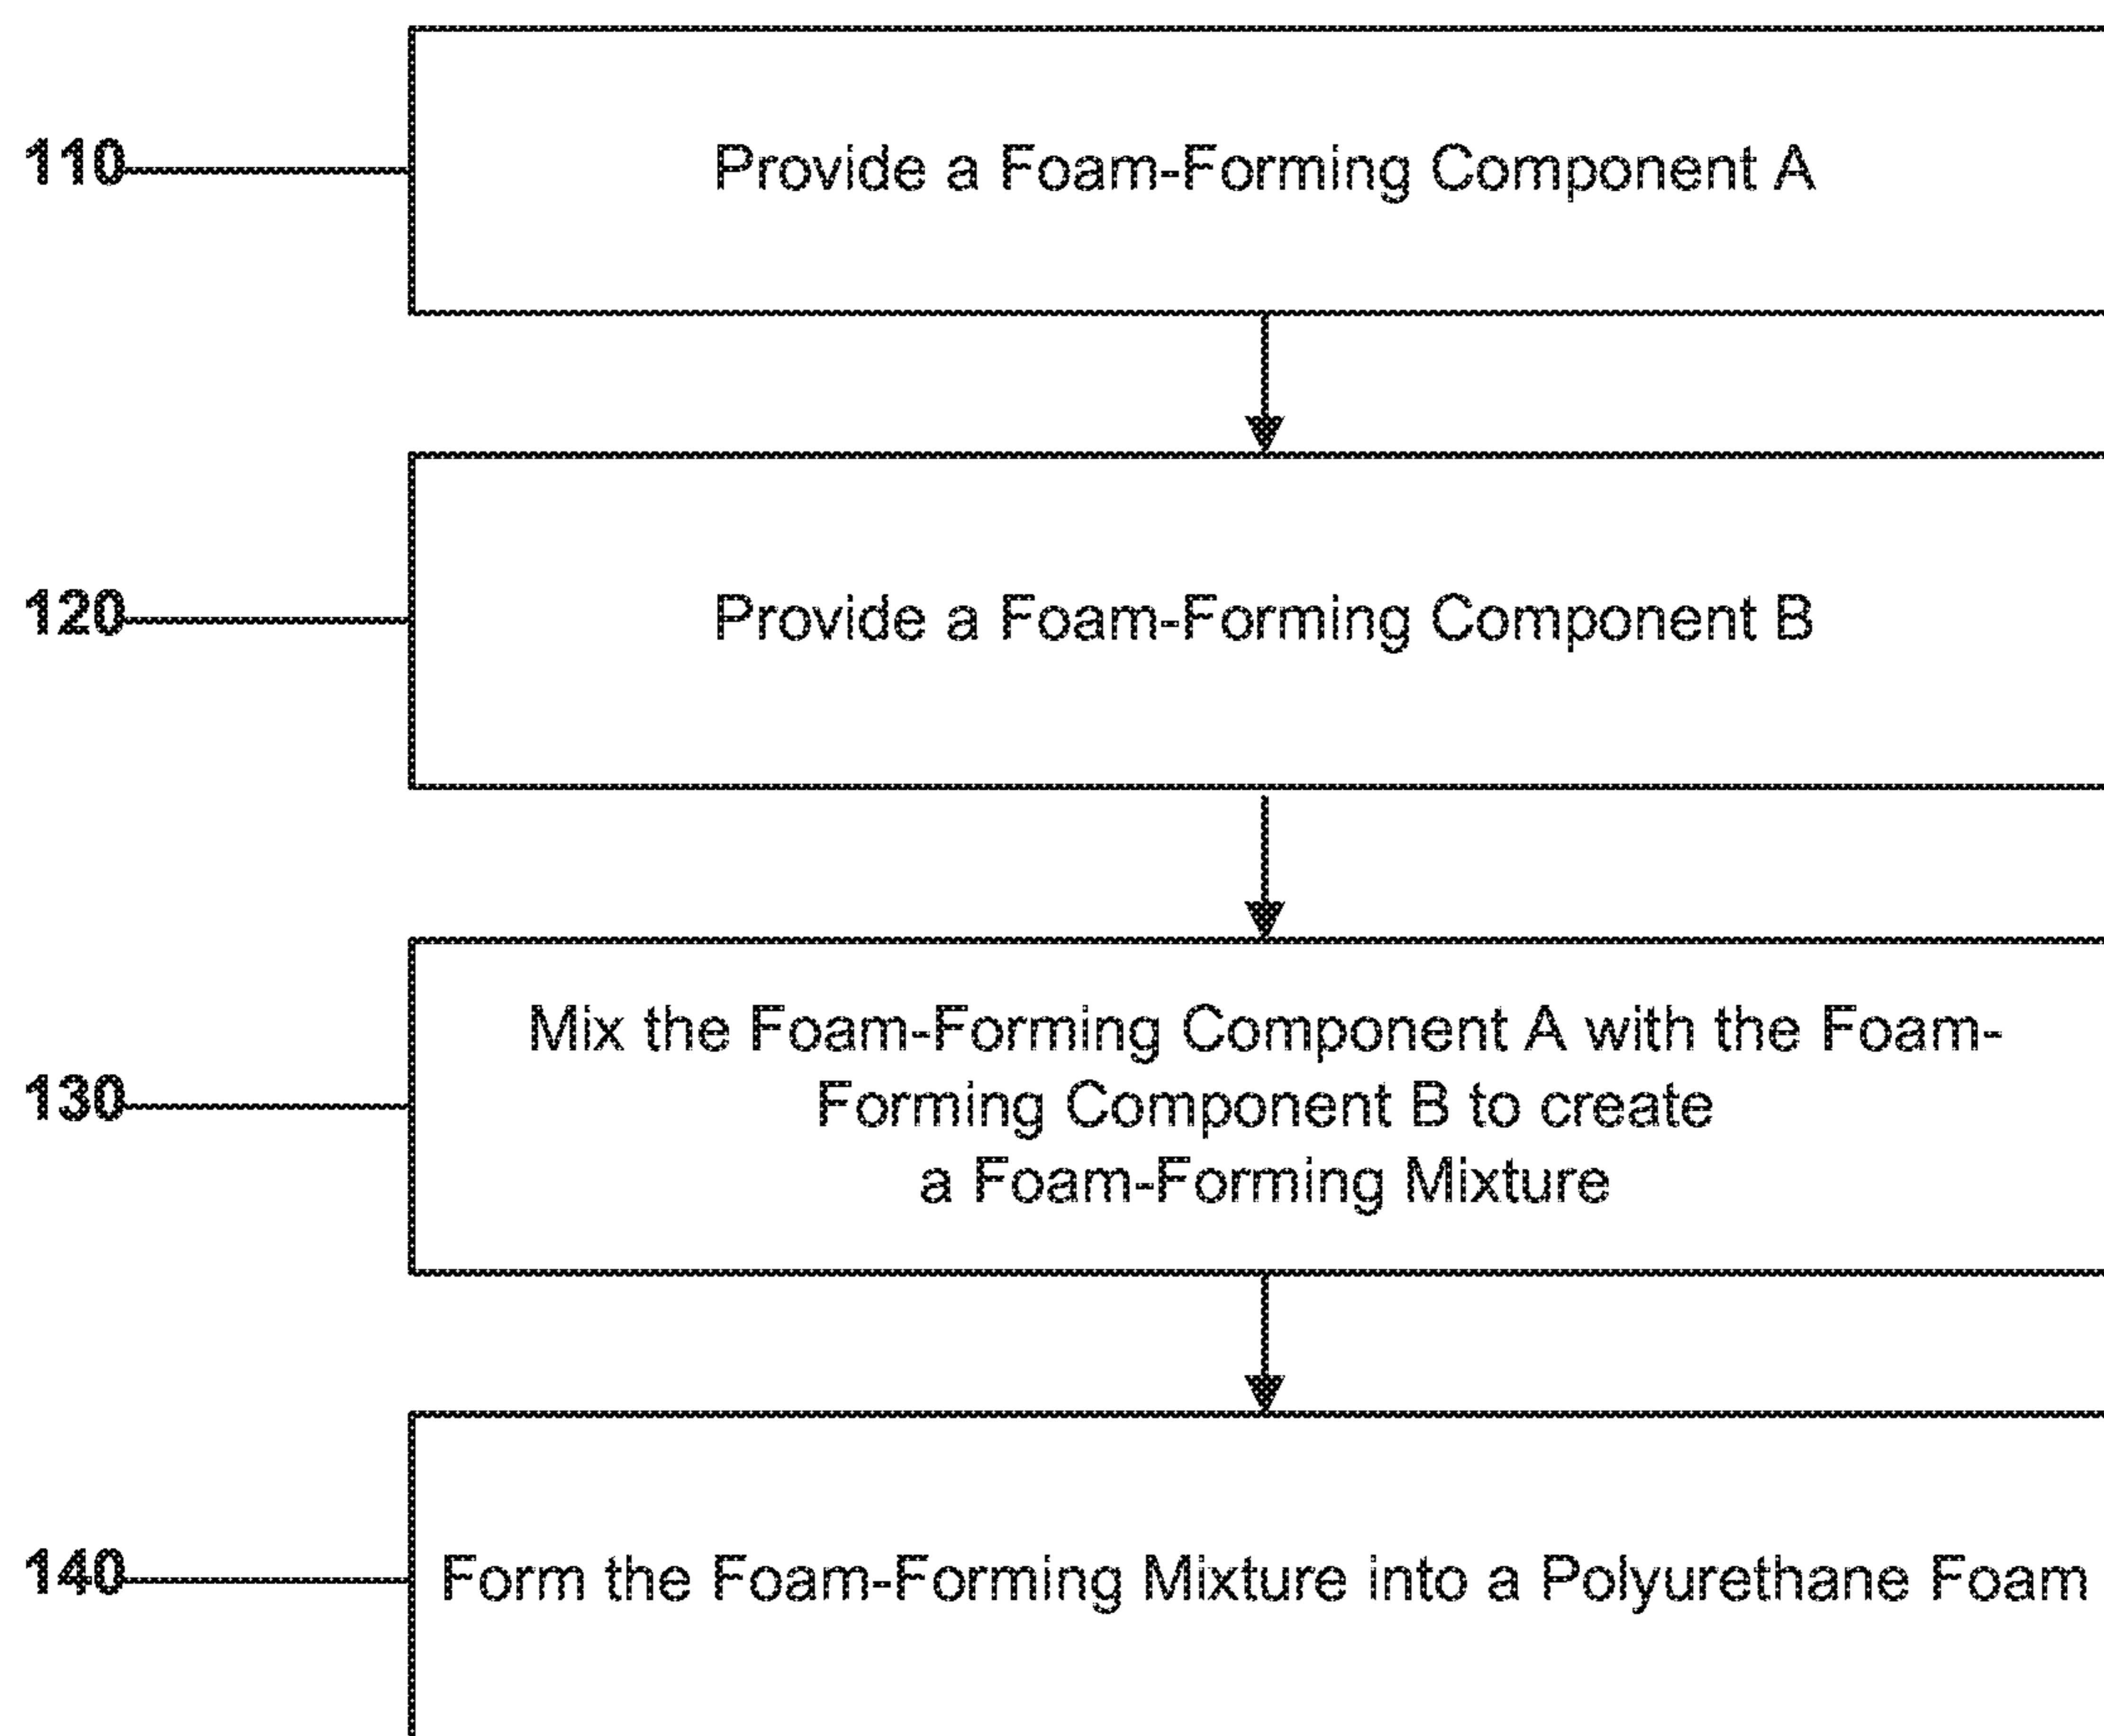 110
Provide a Foam-Forming Component A
120
Provide a Foam-Forming Component B
130
Mix the Foam-Forming Component A with the Foam-
Forming Component B to create
a Foam-Forming Mixture
140
Form the Foam-Forming Mixture into a Polyurethane Foam